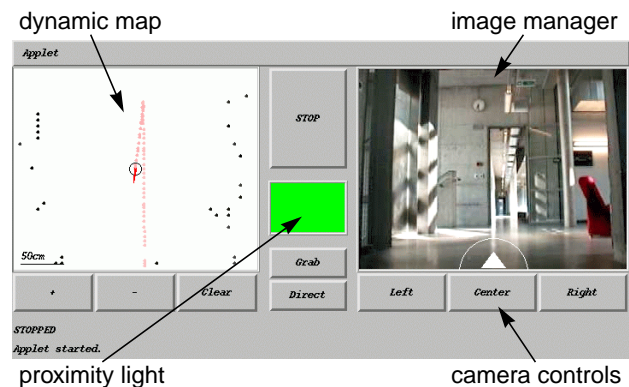 dynamic map
image manager
Applet
STOP
50cm
Grab
+
-
Clear
Direct
Left
Center
Right
STOPPED
Applet started.
proximity light
camera controls